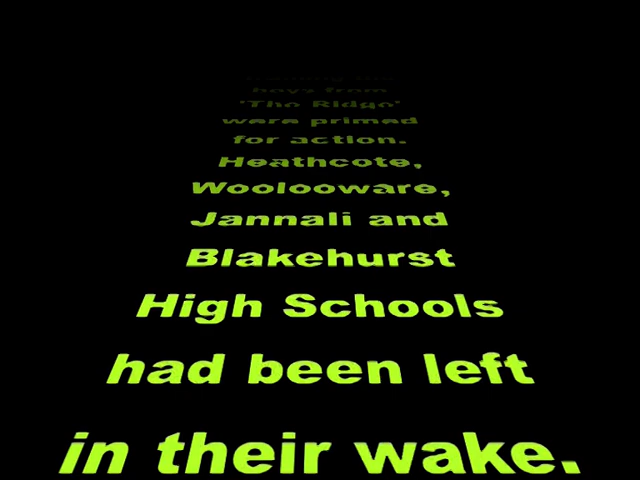 boys from
'The Ridge'
were primed
for action.
Heathcote,
Woolooware,
Jannali and
Blakehurst
High Schools
had been left
in their wake.